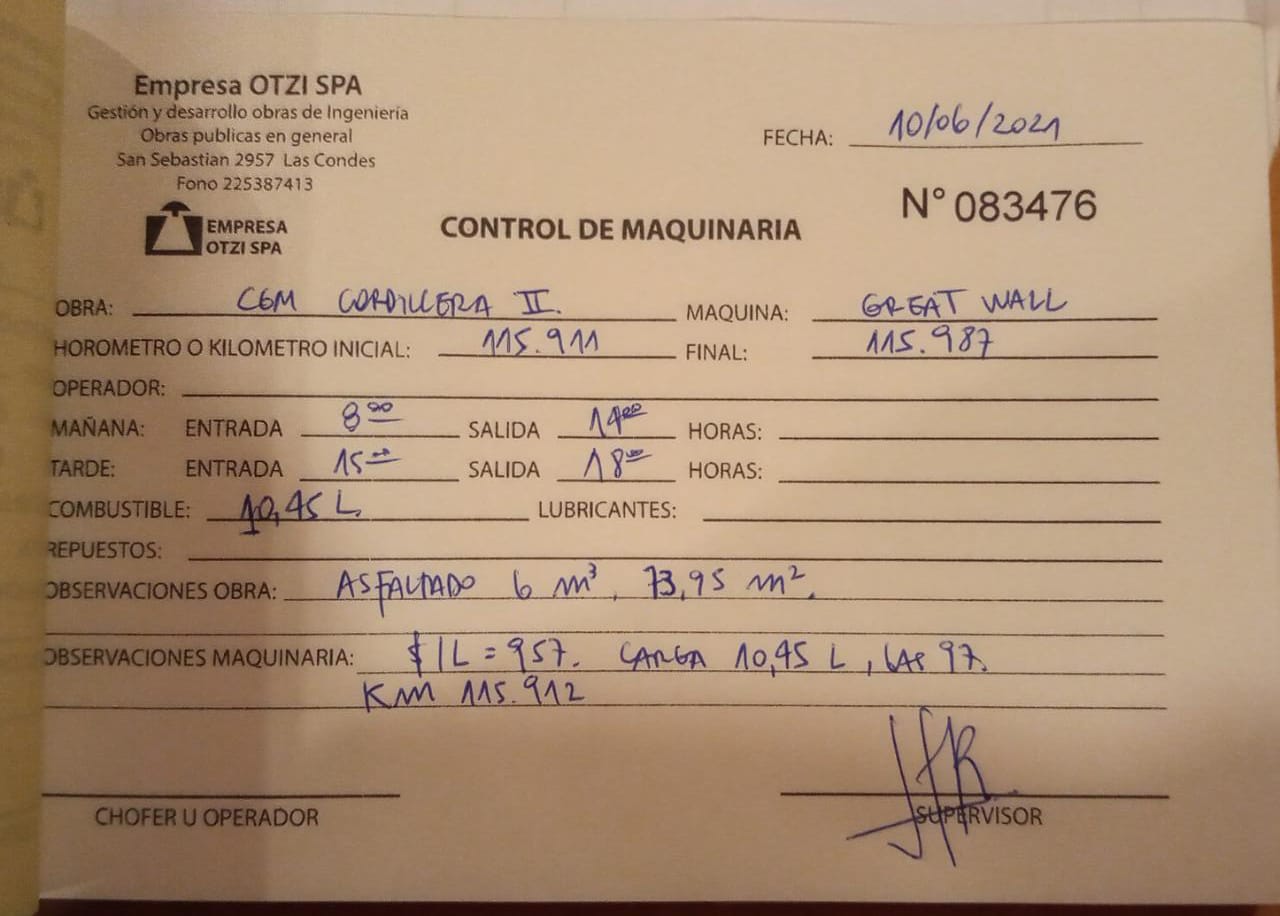 Empresa OTZI SPA
Gestión y desarrollo obras de Ingeniería
Obras publicas en general
San Sebastian 2957 Las Condes
Fono 225387413
EMPRESA
OTZI SPA
FECHA: 10/06/2021
N° 083476
CONTROL DE MAQUINARIA
OBRA: CGM CORDILLERA II. MAQUINA: GREAT WALL
HOROMETRO O KILOMETRO INICIAL: 115.911 FINAL: 115.987
OPERADOR:
MAÑANA: ENTRADA 8 00 SALIDA 14 00 HORAS:
TARDE: ENTRADA 15 00 SALIDA 18 00 HORAS:
COMBUSTIBLE: 10,45 L LUBRICANTES:
REPUESTOS:
OBSERVACIONES OBRA: ASFALTADO 6 m³, 73,95 m².
OBSERVACIONES MAQUINARIA: $/L = 957. CARGA 10,45 L, 97.
KM 115.912
CHOFER U OPERADOR
SUPERVISOR